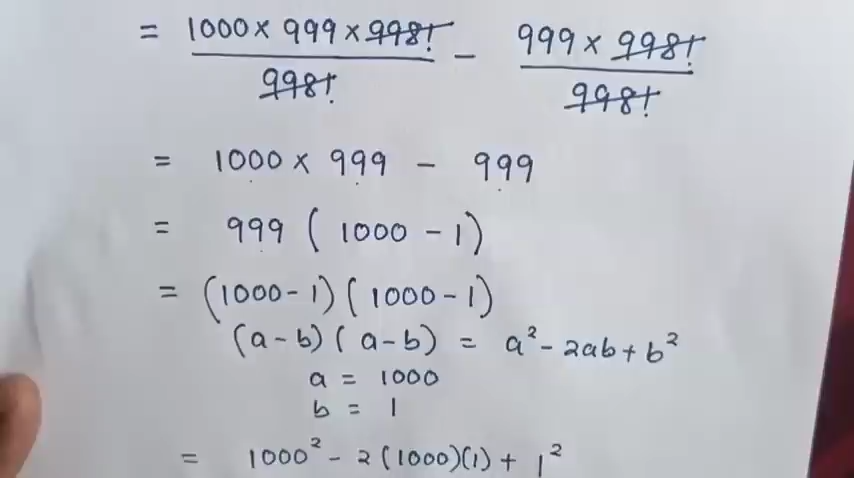 = 1000 × 999 × 998! / 998! - 999 × 998! / 998!
= 1000 × 999 - 999
= 999 ( 1000 - 1)
= (1000 - 1) ( 1000 - 1)
(a - b) ( a - b) = a² - 2ab + b²
a = 1000
b = 1
= 1000² - 2 (1000)(1) + 1²